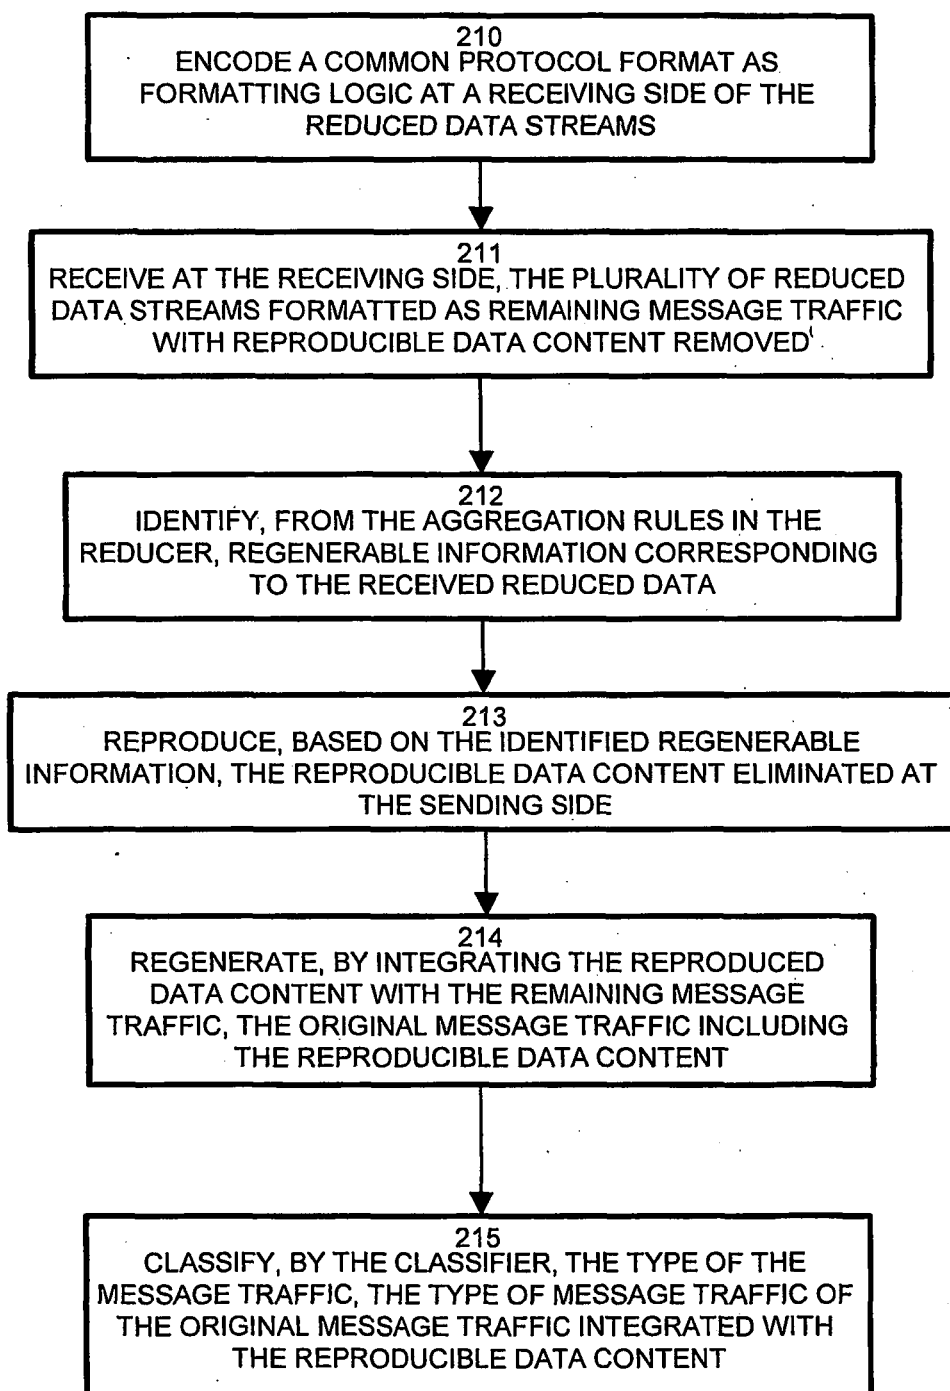 210
ENCODE A COMMON PROTOCOL FORMAT AS
FORMATTING LOGIC AT A RECEIVING SIDE OF THE
REDUCED DATA STREAMS
211
RECEIVE AT THE RECEIVING SIDE, THE PLURALITY OF REDUCED
DATA STREAMS FORMATTED AS REMAINING MESSAGE TRAFFIC
WITH REPRODUCIBLE DATA CONTENT REMOVED
212
IDENTIFY, FROM THE AGGREGATION RULES IN THE
REDUCER, REGENERABLE INFORMATION CORRESPONDING
TO THE RECEIVED REDUCED DATA
213
REPRODUCE, BASED ON THE IDENTIFIED REGENERABLE
INFORMATION, THE REPRODUCIBLE DATA CONTENT ELIMINATED AT
THE SENDING SIDE
214
REGENERATE, BY INTEGRATING THE REPRODUCED
DATA CONTENT WITH THE REMAINING MESSAGE
TRAFFIC, THE ORIGINAL MESSAGE TRAFFIC INCLUDING
THE REPRODUCIBLE DATA CONTENT
215
CLASSIFY, BY THE CLASSIFIER, THE TYPE OF THE
MESSAGE TRAFFIC, THE TYPE OF MESSAGE TRAFFIC OF
THE ORIGINAL MESSAGE TRAFFIC INTEGRATED WITH
THE REPRODUCIBLE DATA CONTENT